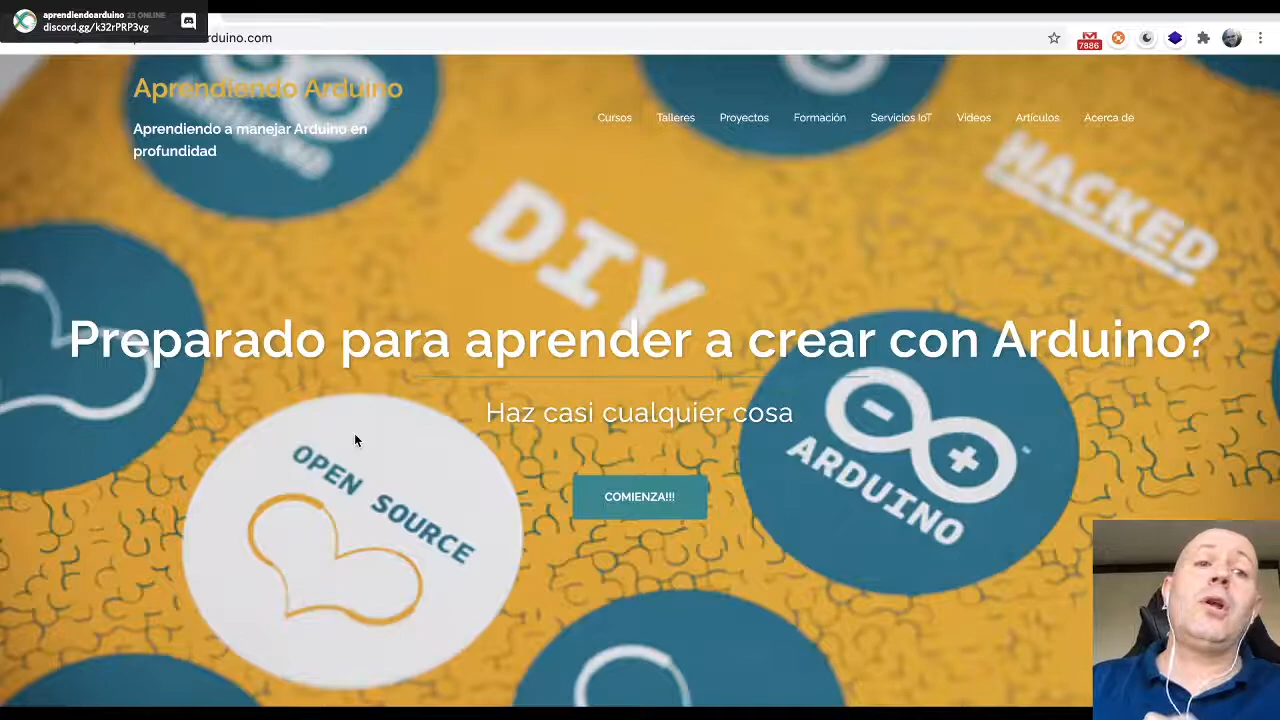 aprendiendoarduino 23 ONLINE
discord.gg/k32rPRP3vg
rduino.com
7886
Aprendiendo Arduino
Aprendiendo a manejar Arduino en
profundidad
Cursos Talleres Proyectos Formación Servicios IoT Videos Artículos Acerca de
HACKED
DIY
Preparado para aprender a crear con Arduino?
Haz casi cualquier cosa
COMIENZA!!!
OPEN SOURCE
ARDUINO